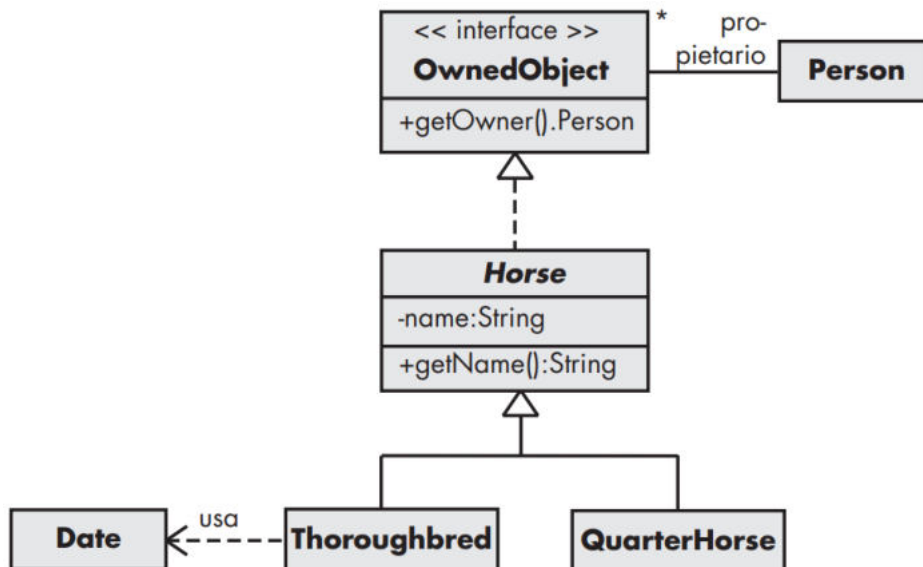 << interface >>
OwnedObject
+getOwner().Person
*
pro-
pietario
Person
Horse
-name:String
+getName():String
Date
usa
Thoroughbred
QuarterHorse